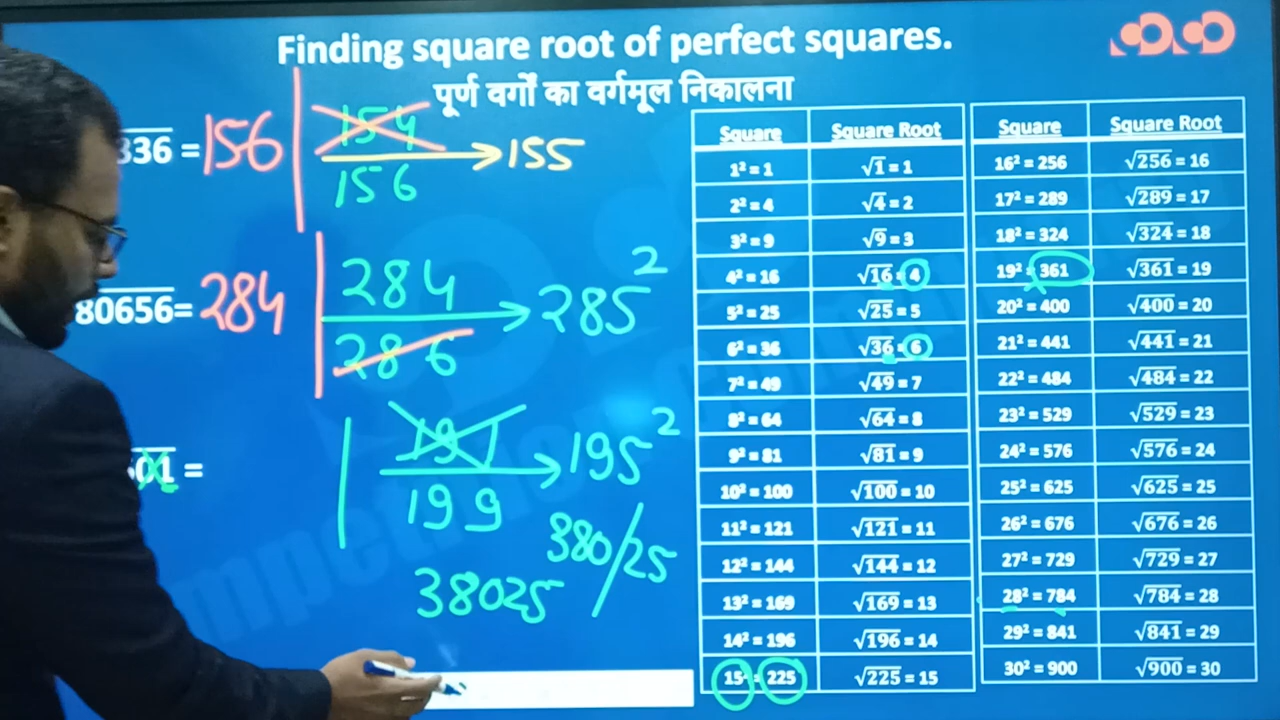 Finding square root of perfect squares.
पूर्ण वर्गों का वर्गमूल निकालना
336 = 156
154
156
→ 155
80656 = 284
284
286
→ 285²
01 =
191
199
→ 195²
380/25
38025
Square Square Root
1² = 1 √1 = 1
2² = 4 √4 = 2
3² = 9 √9 = 3
4² = 16 √16 = 4
5² = 25 √25 = 5
6² = 36 √36 = 6
7² = 49 √49 = 7
8² = 64 √64 = 8
9² = 81 √81 = 9
10² = 100 √100 = 10
11² = 121 √121 = 11
12² = 144 √144 = 12
13² = 169 √169 = 13
14² = 196 √196 = 14
15² = 225 √225 = 15
Square Square Root
16² = 256 √256 = 16
17² = 289 √289 = 17
18² = 324 √324 = 18
19² = 361 √361 = 19
20² = 400 √400 = 20
21² = 441 √441 = 21
22² = 484 √484 = 22
23² = 529 √529 = 23
24² = 576 √576 = 24
25² = 625 √625 = 25
26² = 676 √676 = 26
27² = 729 √729 = 27
28² = 784 √784 = 28
29² = 841 √841 = 29
30² = 900 √900 = 30